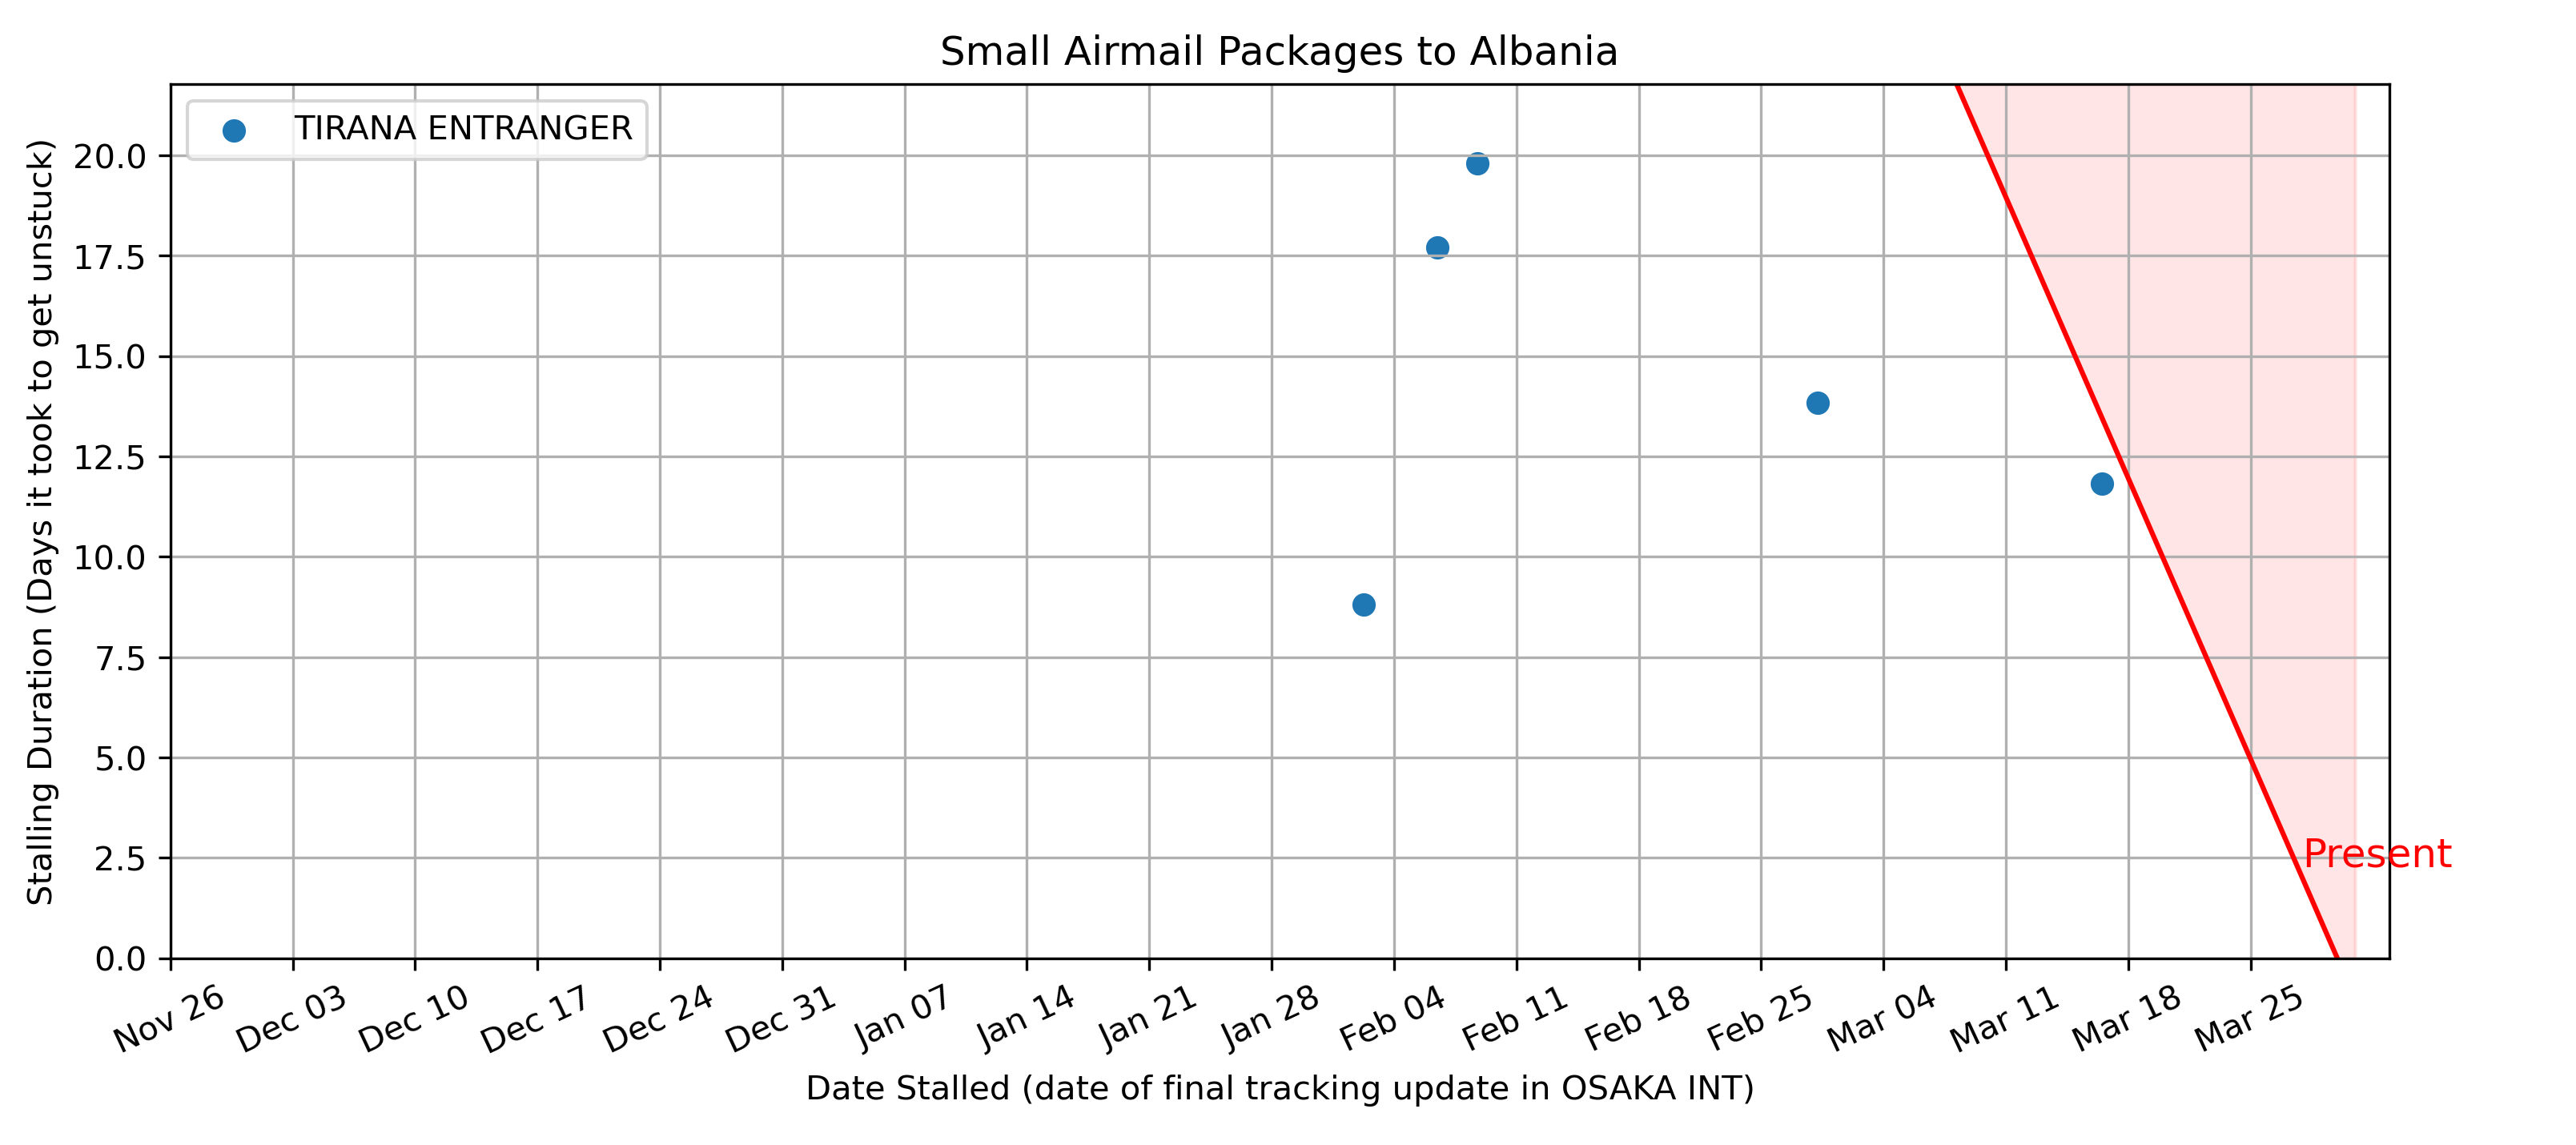 Small Airmail Packages to Albania
TIRANA ENTRANGER
Stalling Duration (Days it took to get unstuck)
20.0
17.5
15.0
12.5
10.0
7.5
5.0
2.5
0.0
Present
Nov 26
Dec 03
Dec 10
Dec 17
Dec 24
Dec 31
Jan 07
Jan 14
Jan 21
Jan 28
Feb 04
Feb 11
Feb 18
Feb 25
Mar 04
Mar 11
Mar 18
Mar 25
Date Stalled (date of final tracking update in OSAKA INT)